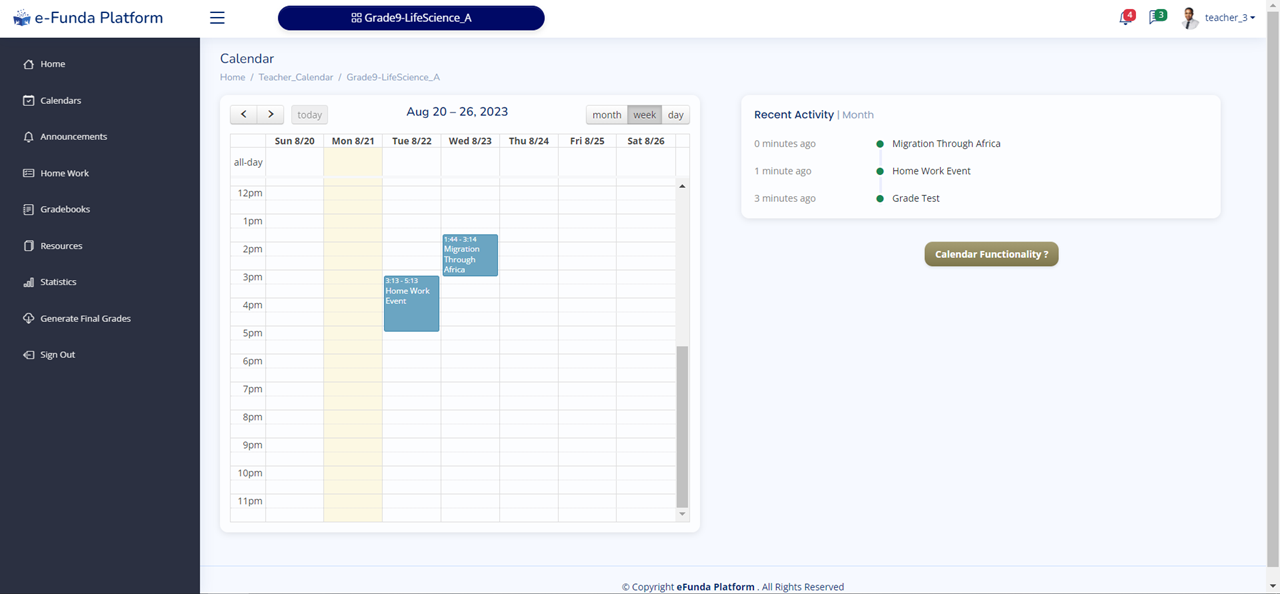 e-Funda Platform
Grade9-LifeScience_A
4
3
teacher_3
Home
Calendars
Announcements
Home Work
Gradebooks
Resources
Statistics
Generate Final Grades
Sign Out
Calendar
Home / Teacher_Calendar / Grade9-LifeScience_A
today
Aug 20 – 26, 2023
month week day
Sun 8/20 Mon 8/21 Tue 8/22 Wed 8/23 Thu 8/24 Fri 8/25 Sat 8/26
all-day
12pm
1pm
2pm
3pm
4pm
5pm
6pm
7pm
8pm
9pm
10pm
11pm
1:44 - 3:14
Migration
Through
Africa
3:13 - 5:13
Home Work
Event
Recent Activity | Month
0 minutes ago Migration Through Africa
1 minute ago Home Work Event
3 minutes ago Grade Test
Calendar Functionality ?
© Copyright eFunda Platform . All Rights Reserved